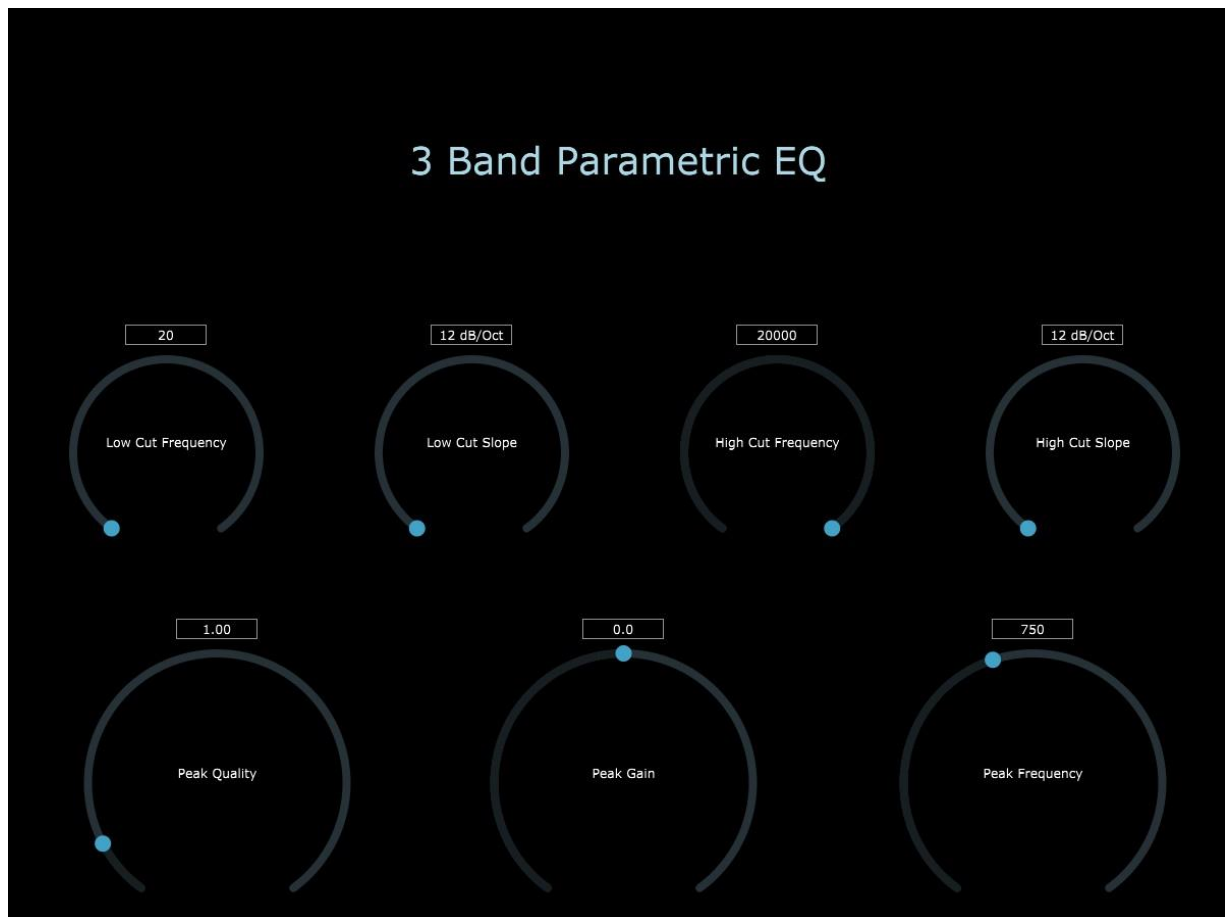 3 Band Parametric EQ
20
12 dB/Oct
20000
12 dB/Oct
Low Cut Frequency
Low Cut Slope
High Cut Frequency
High Cut Slope
1.00
0.0
750
Peak Quality
Peak Gain
Peak Frequency